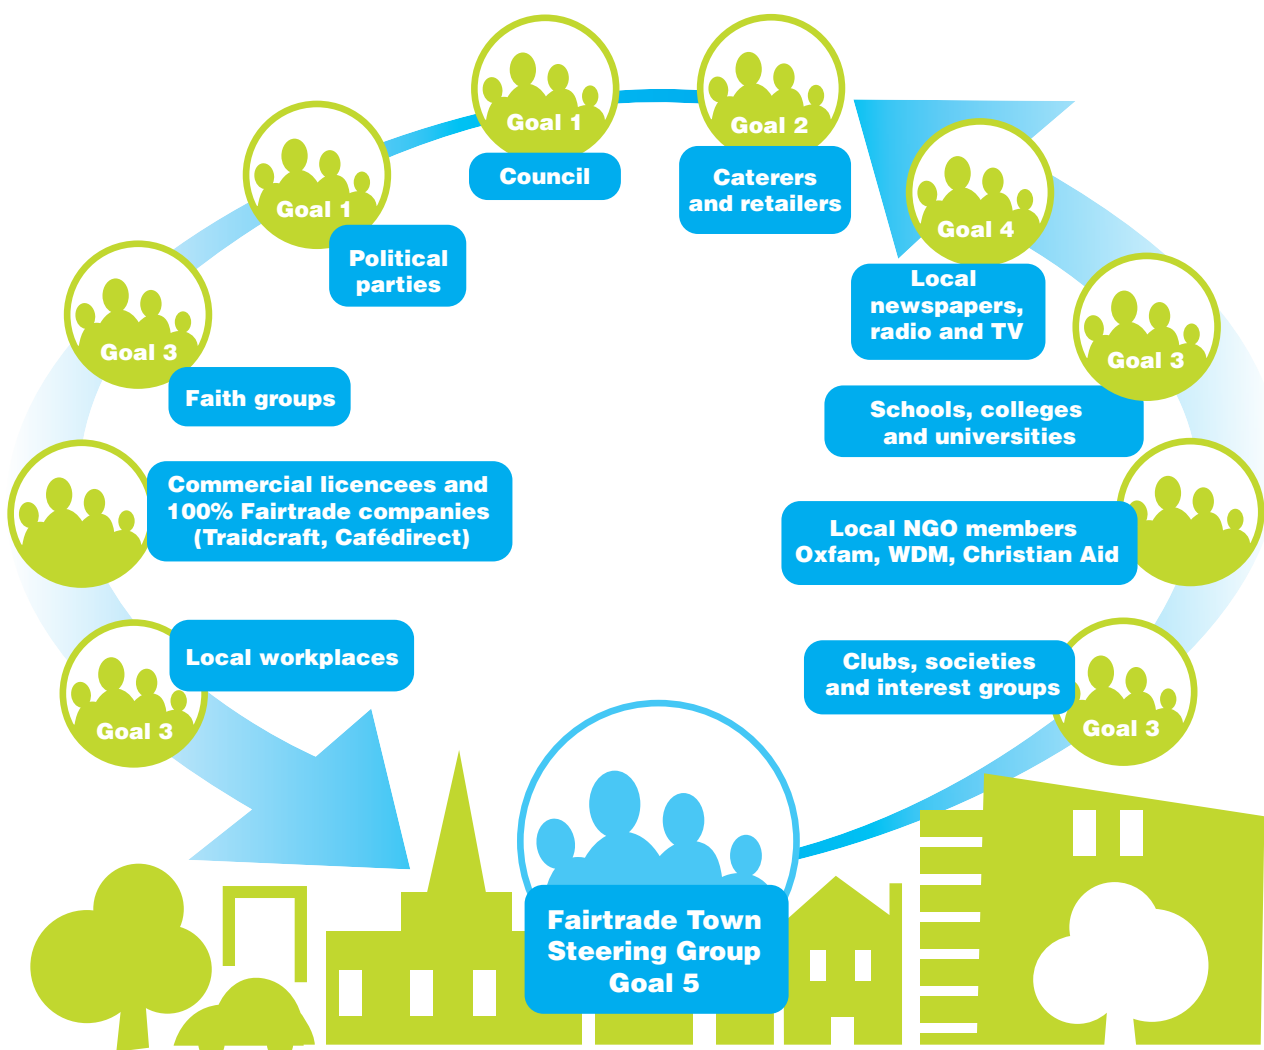 Goal 1
Council
Goal 2
Caterers
and retailers
Goal 4
Local
newspapers,
radio and TV
Goal 3
Schools, colleges
and universities
Local NGO members
Oxfam, WDM, Christian Aid
Clubs, societies
and interest groups
Goal 3
Fairtrade Town
Steering Group
Goal 5
Local workplaces
Goal 3
Commercial licencees and
100% Fairtrade companies
(Traidcraft, Cafédirect)
Goal 3
Faith groups
Goal 1
Political
parties